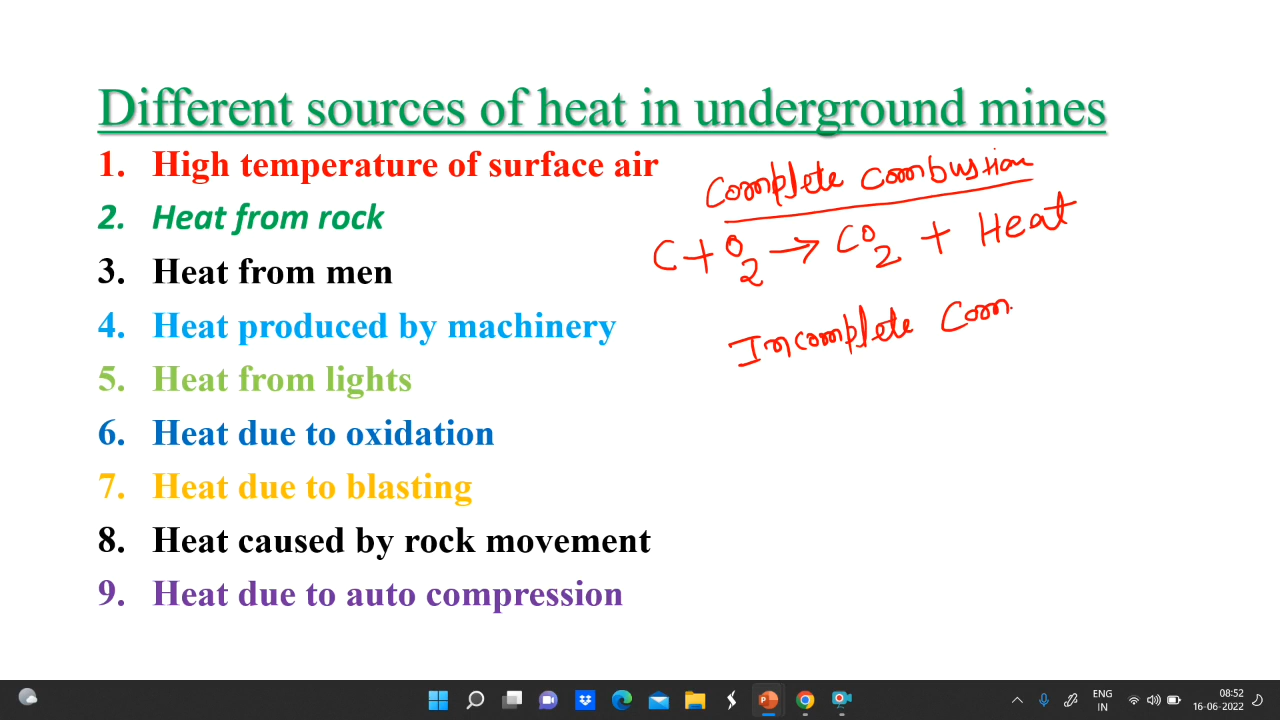 Different sources of heat in underground mines
1. High temperature of surface air
2. Heat from rock
3. Heat from men
4. Heat produced by machinery
5. Heat from lights
6. Heat due to oxidation
7. Heat due to blasting
8. Heat caused by rock movement
9. Heat due to auto compression
Complete combustion
C + O₂ → CO₂ + Heat
Incomplete Com
ENG
IN
08:52
16-06-2022